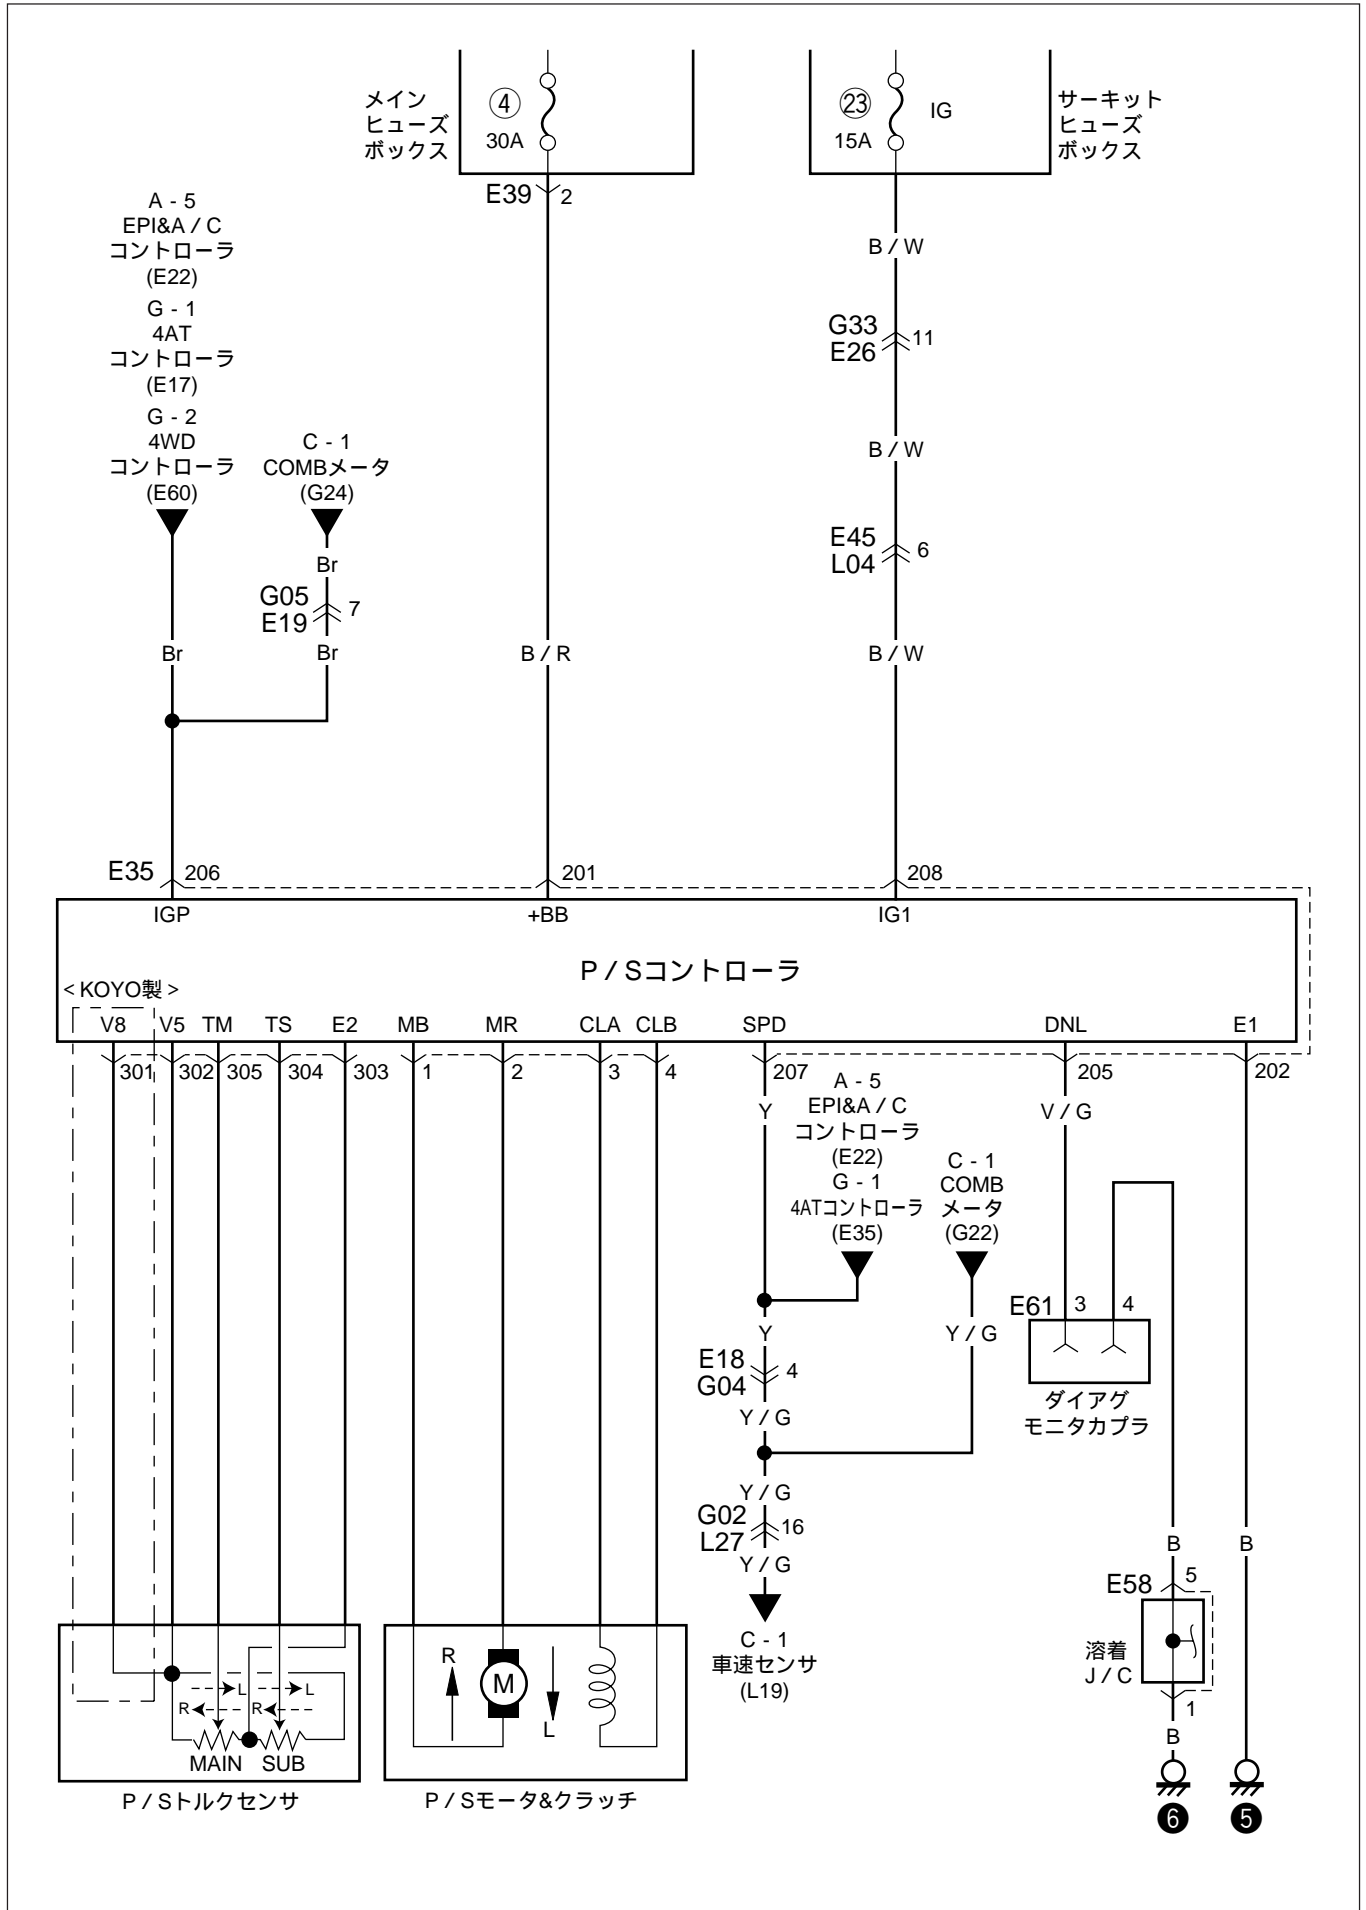 メイン
ヒューズ
ボックス
④
30A
㉓
15A
IG
サーキット
ヒューズ
ボックス
E39
2
A - 5
EPI&A / C
コントローラ
(E22)
G - 1
4AT
コントローラ
(E17)
G - 2
4WD
コントローラ
(E60)
C - 1
COMBメータ
(G24)
B / W
G33
E26
11
B / W
E45
L04
6
Br
G05
E19
7
Br
Br
B / R
B / W
E35
206
201
208
IGP
+BB
IG1
P / Sコントローラ
< KOYO製 >
V8
V5
TM
TS
E2
MB
MR
CLA
CLB
SPD
DNL
E1
301
302
305
304
303
1
2
3
4
207
205
202
Y
A - 5
EPI&A / C
コントローラ
(E22)
G - 1
4ATコントローラ
(E35)
C - 1
COMB
メータ
(G22)
V / G
E61
3
4
Y
Y / G
E18
G04
4
ダイアグ
モニタカプラ
Y / G
Y / G
G02
L27
16
Y / G
B
B
E58
5
C - 1
車速センサ
(L19)
溶着
J / C
1
B
R
M
L
L
L
R
R
MAIN
SUB
P / Sトルクセンサ
P / Sモータ&クラッチ
❻
❺